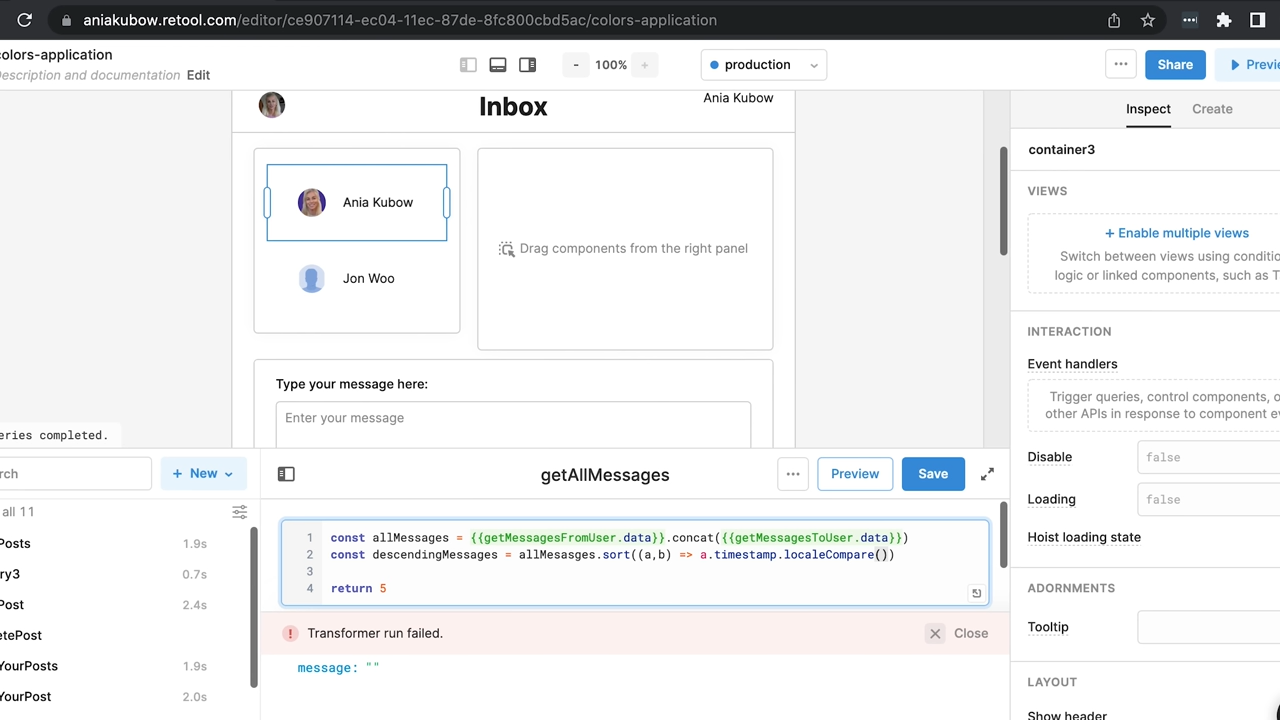 aniakubow.retool.com/editor/ce907114-ec04-11ec-87de-8fc800cbd5ac/colors-application
colors-application
Description and documentation Edit
- 100% +
production
Share
Previe
Inbox
Ania Kubow
Ania Kubow
Jon Woo
Drag components from the right panel
Type your message here:
Enter your message
Inspect Create
container3
VIEWS
+ Enable multiple views
Switch between views using conditio
logic or linked components, such as T
INTERACTION
Event handlers
Trigger queries, control components, o
other APIs in response to component e
Disable false
Loading false
Hoist loading state
ADORNMENTS
Tooltip
LAYOUT
Show header
eries completed.
rch
+ New
all 11
Posts 1.9s
ry3 0.7s
Post 2.4s
etePost
YourPosts 1.9s
YourPost 2.0s
getAllMessages
Preview
Save
1 const allMessages = {{getMessagesFromUser.data}}.concat({{getMessagesToUser.data}})
2 const descendingMessages = allMesasges.sort((a,b) => a.timestamp.localeCompare())
3
4 return 5
Transformer run failed.
Close
message: ""